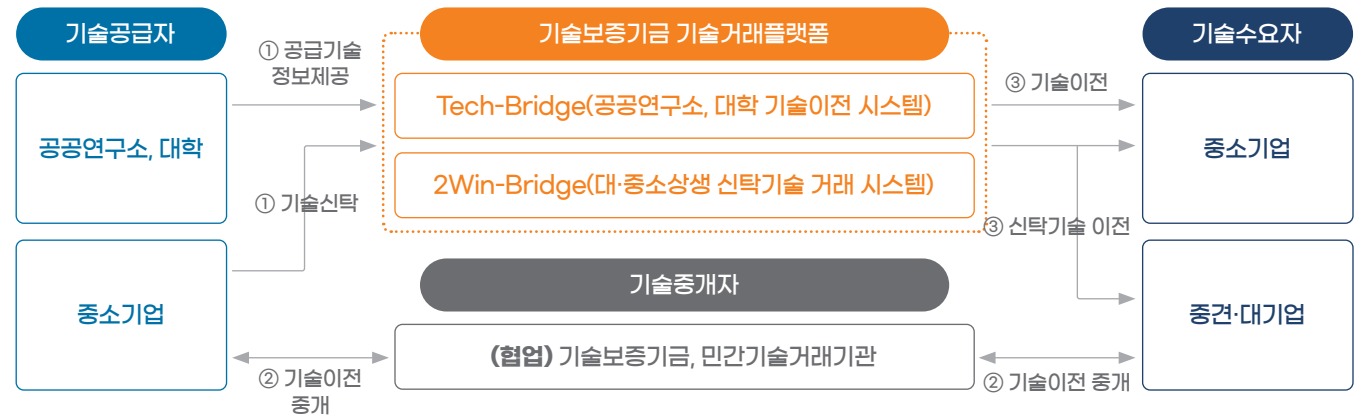 기술공급자
① 공급기술
정보제공
기술보증기금 기술거래플랫폼
기술수요자
공공연구소, 대학
Tech-Bridge(공공연구소, 대학 기술이전 시스템)
③ 기술이전
중소기업
2Win-Bridge(대·중소상생 신탁기술 거래 시스템)
① 기술신탁
③ 신탁기술 이전
중소기업
기술중개자
중견·대기업
(협업) 기술보증기금, 민간기술거래기관
② 기술이전
중개
② 기술이전 중개